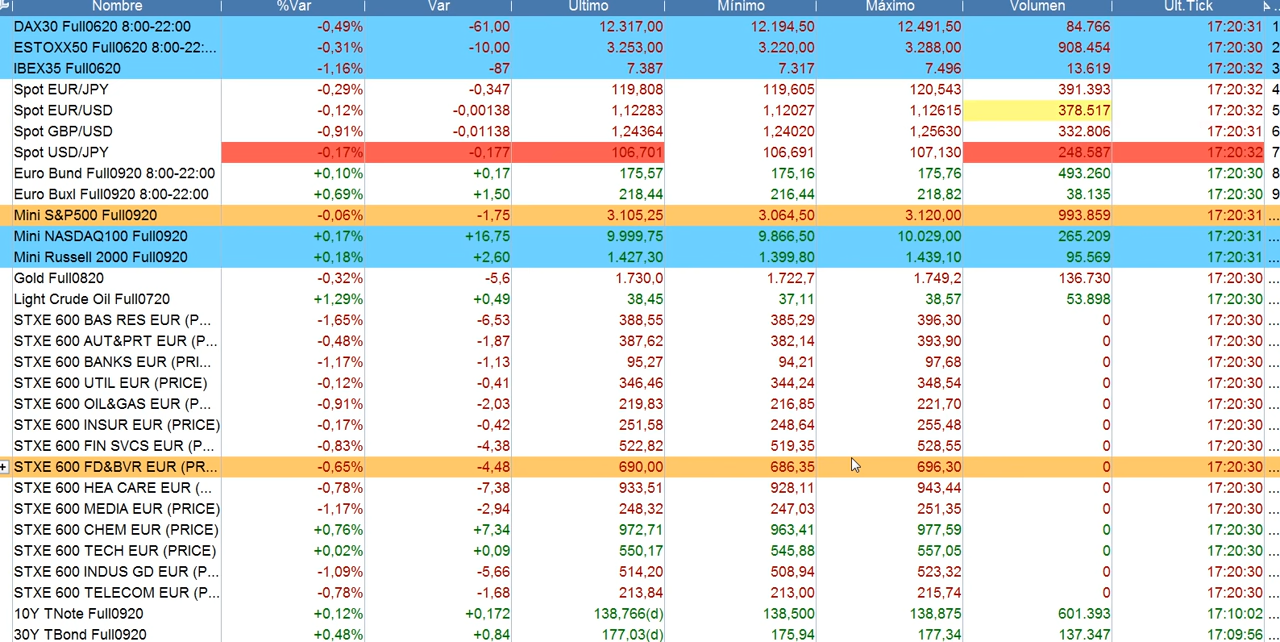 Nombre %Var Var Último Mínimo Máximo Volumen Últ.Tick
DAX30 Full0620 8:00-22:00 -0,49% -61,00 12.317,00 12.194,50 12.491,50 84.766 17:20:31 1
ESTOXX50 Full0620 8:00-22:... -0,31% -10,00 3.253,00 3.220,00 3.288,00 908.454 17:20:30 2
IBEX35 Full0620 -1,16% -87 7.387 7.317 7.496 13.619 17:20:32 3
Spot EUR/JPY -0,29% -0,347 119,808 119,605 120,543 391.393 17:20:32 4
Spot EUR/USD -0,12% -0,00138 1,12283 1,12027 1,12615 378.517 17:20:32 5
Spot GBP/USD -0,91% -0,01138 1,24364 1,24020 1,25630 332.806 17:20:31 6
Spot USD/JPY -0,17% -0,177 106,701 106,691 107,130 248.587 17:20:32 7
Euro Bund Full0920 8:00-22:00 +0,10% +0,17 175,57 175,16 175,76 493.260 17:20:30 8
Euro Buxl Full0920 8:00-22:00 +0,69% +1,50 218,44 216,44 218,82 38.135 17:20:30 9
Mini S&P500 Full0920 -0,06% -1,75 3.105,25 3.064,50 3.120,00 993.859 17:20:31 ...
Mini NASDAQ100 Full0920 +0,17% +16,75 9.999,75 9.866,50 10.029,00 265.209 17:20:31 ...
Mini Russell 2000 Full0920 +0,18% +2,60 1.427,30 1.399,80 1.439,10 95.569 17:20:31 ...
Gold Full0820 -0,32% -5,6 1.730,0 1.722,7 1.749,2 136.730 17:20:30 ...
Light Crude Oil Full0720 +1,29% +0,49 38,45 37,11 38,57 53.898 17:20:30 ...
STXE 600 BAS RES EUR (P... -1,65% -6,53 388,55 385,29 396,30 0 17:20:30 ...
STXE 600 AUT&PRT EUR (P... -0,48% -1,87 387,62 382,14 393,90 0 17:20:30 ...
STXE 600 BANKS EUR (PRI... -1,17% -1,13 95,27 94,21 97,68 0 17:20:30 ...
STXE 600 UTIL EUR (PRICE) -0,12% -0,41 346,46 344,24 348,54 0 17:20:30 ...
STXE 600 OIL&GAS EUR (P... -0,91% -2,03 219,83 216,85 221,70 0 17:20:30 ...
STXE 600 INSUR EUR (PRICE) -0,17% -0,42 251,58 248,64 255,48 0 17:20:30 ...
STXE 600 FIN SVCS EUR (P... -0,83% -4,38 522,82 519,35 528,55 0 17:20:30 ...
STXE 600 FD&BVR EUR (PR... -0,65% -4,48 690,00 686,35 696,30 0 17:20:30 ...
STXE 600 HEA CARE EUR (... -0,78% -7,38 933,51 928,11 943,44 0 17:20:30 ...
STXE 600 MEDIA EUR (PRICE) -1,17% -2,94 248,32 247,03 251,35 0 17:20:30 ...
STXE 600 CHEM EUR (PRICE) +0,76% +7,34 972,71 963,41 977,59 0 17:20:30 ...
STXE 600 TECH EUR (PRICE) +0,02% +0,09 550,17 545,88 557,05 0 17:20:30 ...
STXE 600 INDUS GD EUR (P... -1,09% -5,66 514,20 508,94 523,32 0 17:20:30 ...
STXE 600 TELECOM EUR (P... -0,78% -1,68 213,84 213,00 215,74 0 17:20:30 ...
10Y TNote Full0920 +0,12% +0,172 138,766(d) 138,500 138,875 601.393 17:10:02 ...
30Y TBond Full0920 +0,48% +0,84 177,03(d) 175,94 177,34 137.347 17:09:56 ...